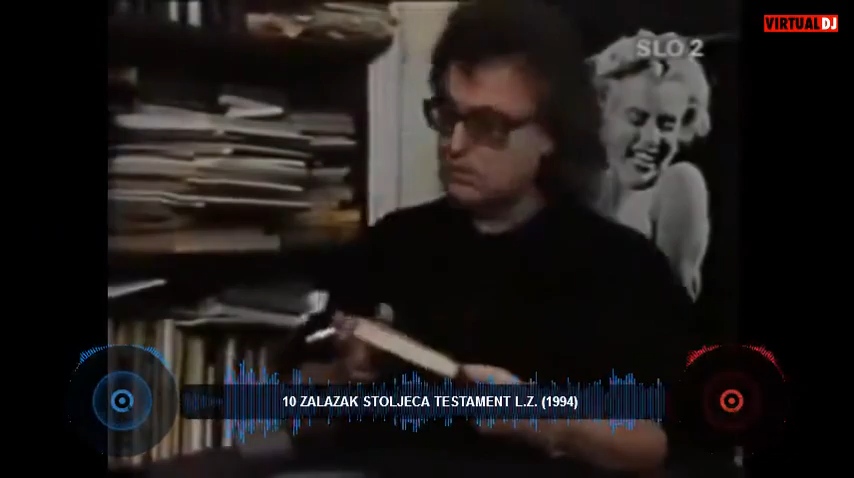 VIRTUALDJ
SLO 2
10 ZALAZAK STOLJECA TESTAMENT L.Z. (1994)